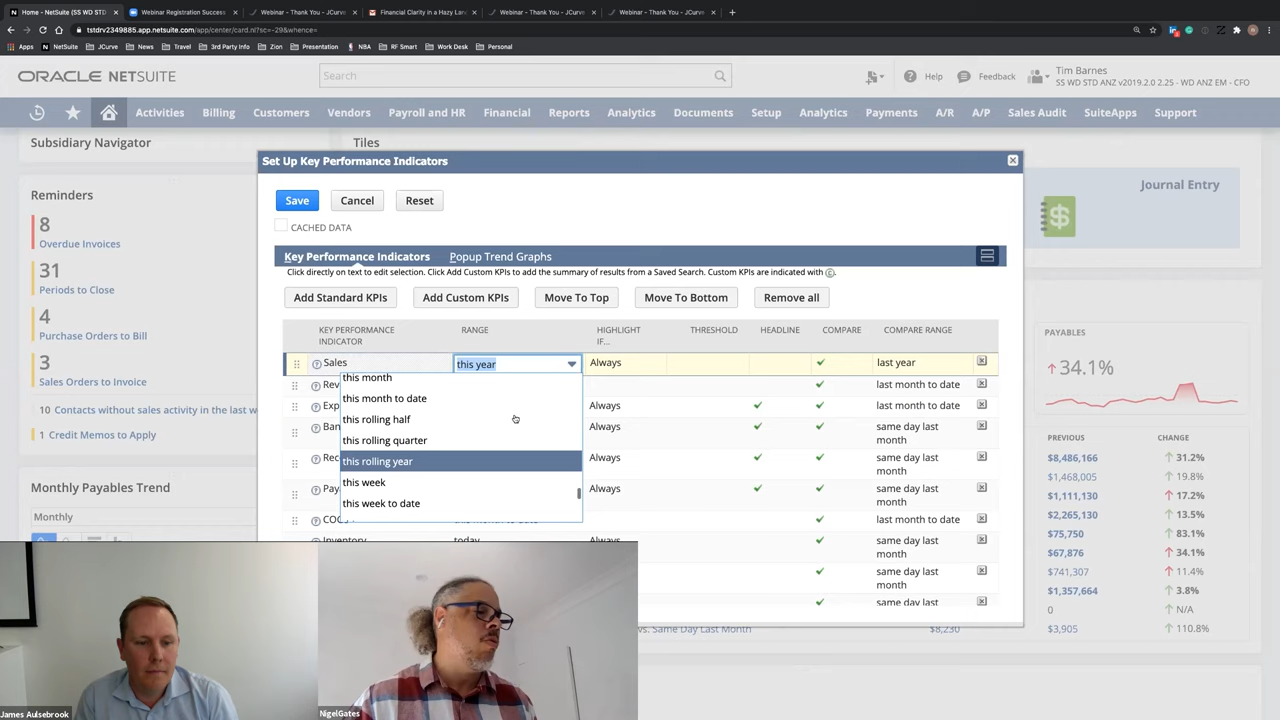 Home - NetSuite (SS WD STD
Webinar Registration Success
Webinar - Thank You - JCurve
Financial Clarity in a Hazy Lan
Webinar - Thank You - JCurve
Webinar - Thank You - JCurve
tstdrv2349885.app.netsuite.com/app/center/card.nl?sc=-29&whence=
Apps NetSuite JCurve News Travel 3rd Party Info Zion Presentation NBA RF Smart Work Desk Personal
ORACLE NETSUITE
Search
Help
Feedback
Tim Barnes
SS WD STD ANZ v2019.2.0 2.25 - WD ANZ EM - CFO
Activities Billing Customers Vendors Payroll and HR Financial Reports Analytics Documents Setup Analytics Payments A/R A/P Sales Audit SuiteApps Support
Subsidiary Navigator
Tiles
Reminders
8
Overdue Invoices
31
Periods to Close
4
Purchase Orders to Bill
3
Sales Orders to Invoice
10 Contacts without sales activity in the last w
1 Credit Memos to Apply
Monthly Payables Trend
Monthly
Set Up Key Performance Indicators
Save
Cancel
Reset
CACHED DATA
Key Performance Indicators
Popup Trend Graphs
Click directly on text to edit selection. Click Add Custom KPIs to add the summary of results from a Saved Search. Custom KPIs are indicated with
Add Standard KPIs
Add Custom KPIs
Move To Top
Move To Bottom
Remove all
KEY PERFORMANCE INDICATOR RANGE HIGHLIGHT IF... THRESHOLD HEADLINE COMPARE COMPARE RANGE
Sales this year Always last year
Rev last month to date
Exp Always last month to date
Ban Always same day last month
Rec Always same day last month
Pay Always same day last month
last month to date
Inventory today same day last month
same day last month
same day last
this month
this month to date
this rolling half
this rolling quarter
this rolling year
this week
this week to date
Journal Entry
PAYABLES
34.1%
PREVIOUS CHANGE
$8,486,166 31.2%
$1,468,005 19.8%
$1,111,130 17.2%
$2,265,130 13.5%
$75,750 83.1%
$67,876 34.1%
$741,307 11.4%
$1,357,664 3.8%
0 N/A
vs. Same Day Last Month $8,230 $3,905 110.8%
James Aulsebrook
NigelGates